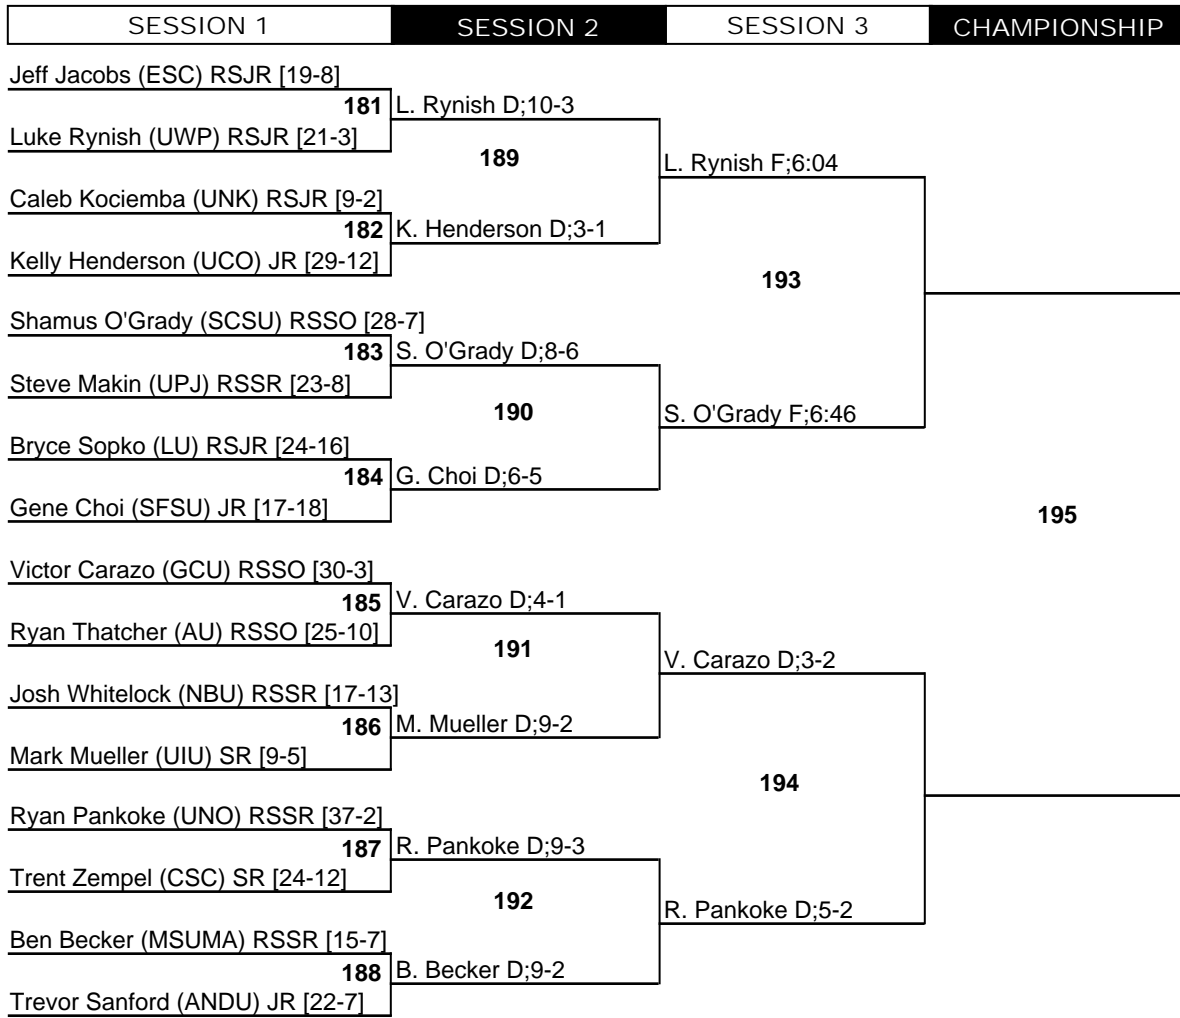 SESSION 1
SESSION 2
SESSION 3
CHAMPIONSHIP
Jeff Jacobs (ESC) RSJR [19-8]
181
L. Rynish D;10-3
Luke Rynish (UWP) RSJR [21-3]
189
L. Rynish F;6:04
Caleb Kociemba (UNK) RSJR [9-2]
182
K. Henderson D;3-1
Kelly Henderson (UCO) JR [29-12]
193
Shamus O'Grady (SCSU) RSSO [28-7]
183
S. O'Grady D;8-6
Steve Makin (UPJ) RSSR [23-8]
190
S. O'Grady F;6:46
Bryce Sopko (LU) RSJR [24-16]
184
G. Choi D;6-5
Gene Choi (SFSU) JR [17-18]
195
Victor Carazo (GCU) RSSO [30-3]
185
V. Carazo D;4-1
Ryan Thatcher (AU) RSSO [25-10]
191
V. Carazo D;3-2
Josh Whitelock (NBU) RSSR [17-13]
186
M. Mueller D;9-2
Mark Mueller (UIU) SR [9-5]
194
Ryan Pankoke (UNO) RSSR [37-2]
187
R. Pankoke D;9-3
Trent Zempel (CSC) SR [24-12]
192
R. Pankoke D;5-2
Ben Becker (MSUMA) RSSR [15-7]
188
B. Becker D;9-2
Trevor Sanford (ANDU) JR [22-7]